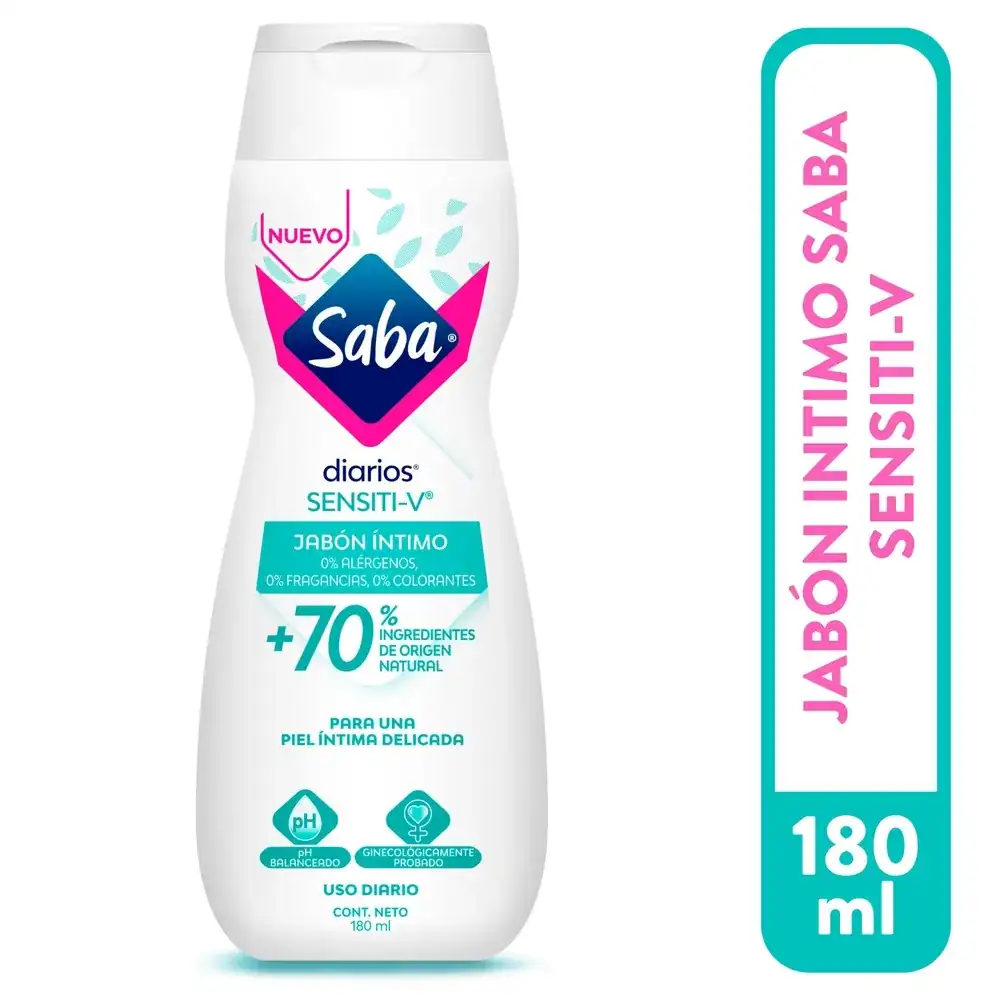 NUEVO
Saba®
diarios®
SENSITI-V®
JABÓN ÍNTIMO
0% ALÉRGENOS,
0% FRAGANCIAS, 0% COLORANTES
+70%
INGREDIENTES
DE ORIGEN
NATURAL
PARA UNA
PIEL ÍNTIMA DELICADA
pH
pH
BALANCEADO
GINECOLÓGICAMENTE
PROBADO
USO DIARIO
CONT. NETO
180 ml
JABÓN INTIMO SABA
SENSITI-V
180
ml